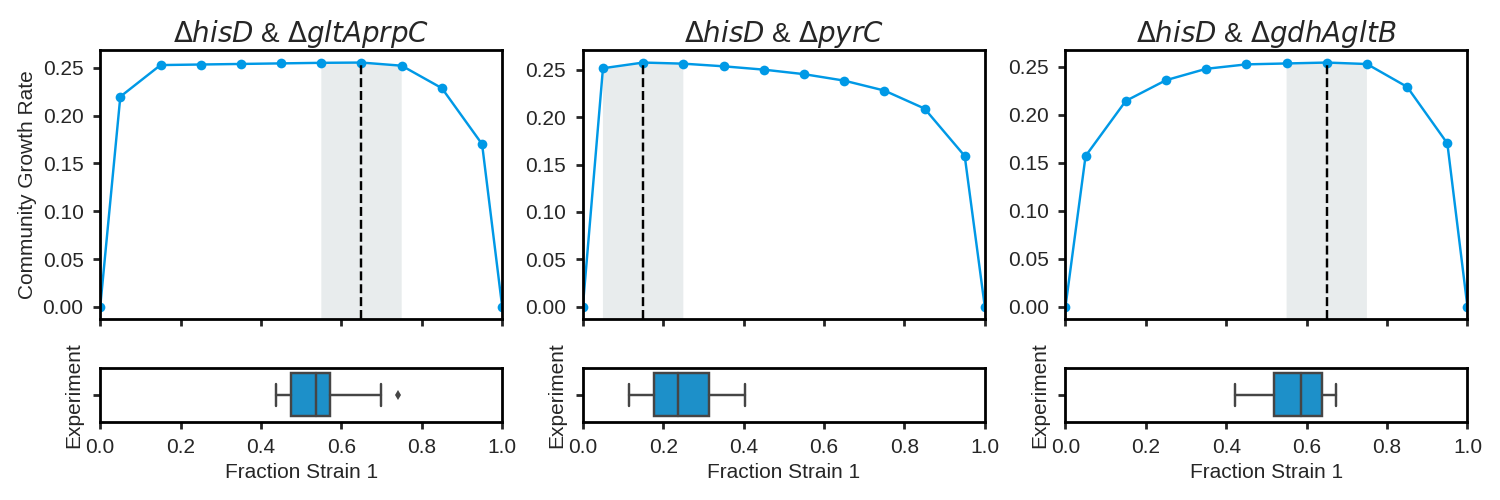 ΔhisD & ΔgltAprpC
ΔhisD & ΔpyrC
ΔhisD & ΔgdhAgltB
Community Growth Rate
0.25
0.20
0.15
0.10
0.05
0.00
0.25
0.20
0.15
0.10
0.05
0.00
0.25
0.20
0.15
0.10
0.05
0.00
Experiment
Experiment
Experiment
0.0 0.2 0.4 0.6 0.8 1.0
0.0 0.2 0.4 0.6 0.8 1.0
0.0 0.2 0.4 0.6 0.8 1.0
Fraction Strain 1
Fraction Strain 1
Fraction Strain 1